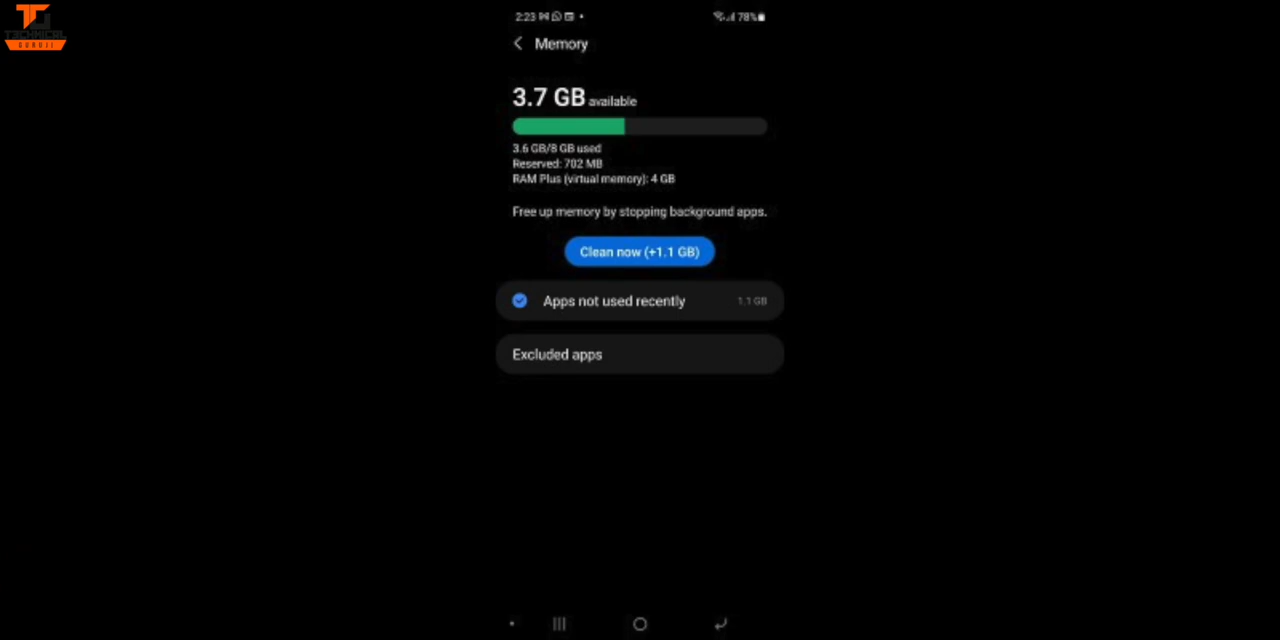 TECHNICAL
GURUJI
2:23
78%
Memory
3.7 GB available
3.6 GB/8 GB used
Reserved: 702 MB
RAM Plus (virtual memory): 4 GB
Free up memory by stopping background apps.
Clean now (+1.1 GB)
Apps not used recently 1.1 GB
Excluded apps